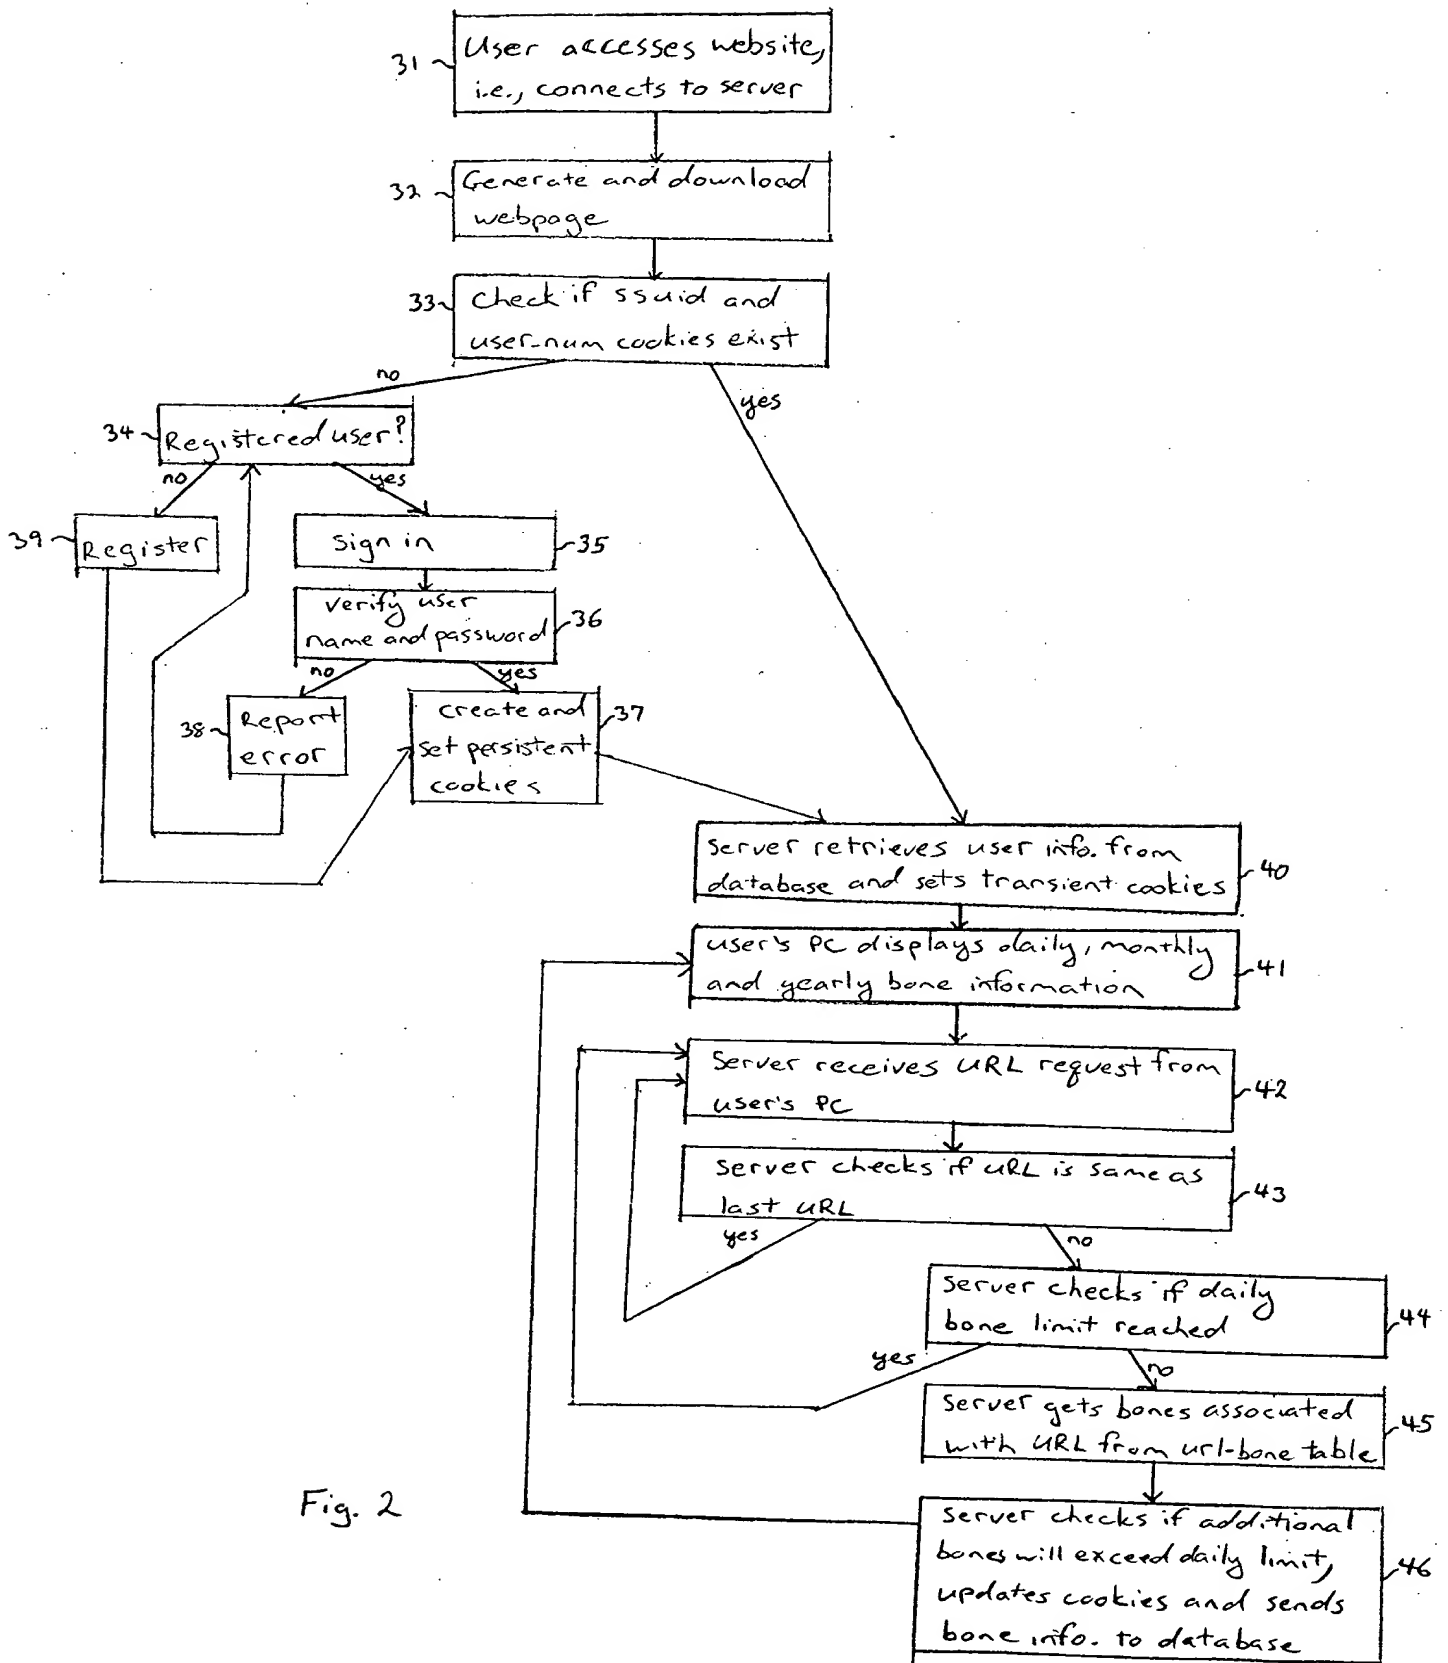 User accesses website,
31
i.e., connects to server
32
Generate and download
webpage
33
Check if ssuid and
user-num cookies exist
no
yes
34
Registered user?
no
yes
39
Register
Sign in
35
verify user
name and password
36
no
yes
38
Report
error
create and
set persistent
cookies
37
Server retrieves user info. from
database and sets transient cookies
40
user's PC displays daily, monthly
and yearly bone information
41
Server receives URL request from
user's PC
42
Server checks if URL is same as
last URL
43
yes
no
Server checks if daily
bone limit reached
44
yes
no
Server gets bones associated
with URL from url-bone table
45
Server checks if additional
bones will exceed daily limit,
updates cookies and sends
bone info. to database
46
Fig. 2